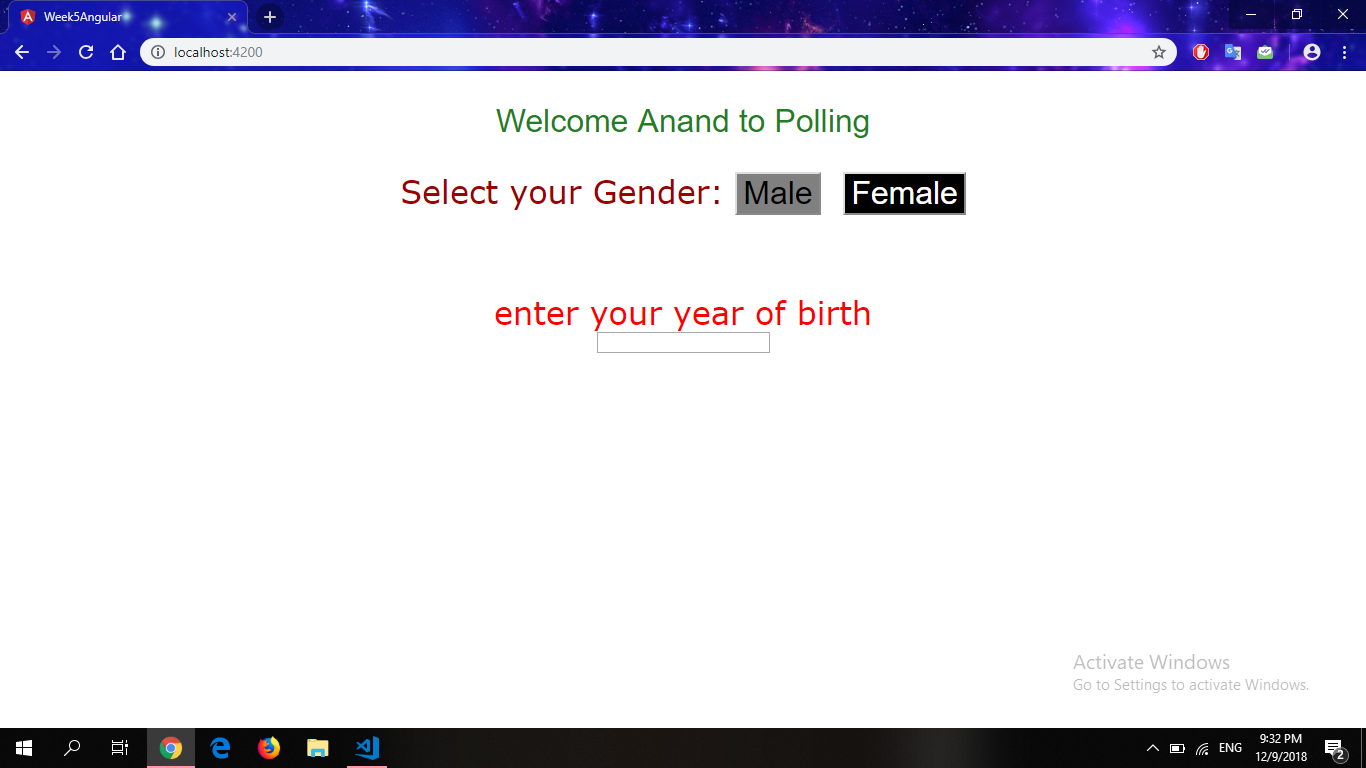 Week5Angular
localhost:4200
Welcome Anand to Polling
Select your Gender: Male Female
enter your year of birth
Activate Windows
Go to Settings to activate Windows.
ENG
9:32 PM
12/9/2018
2